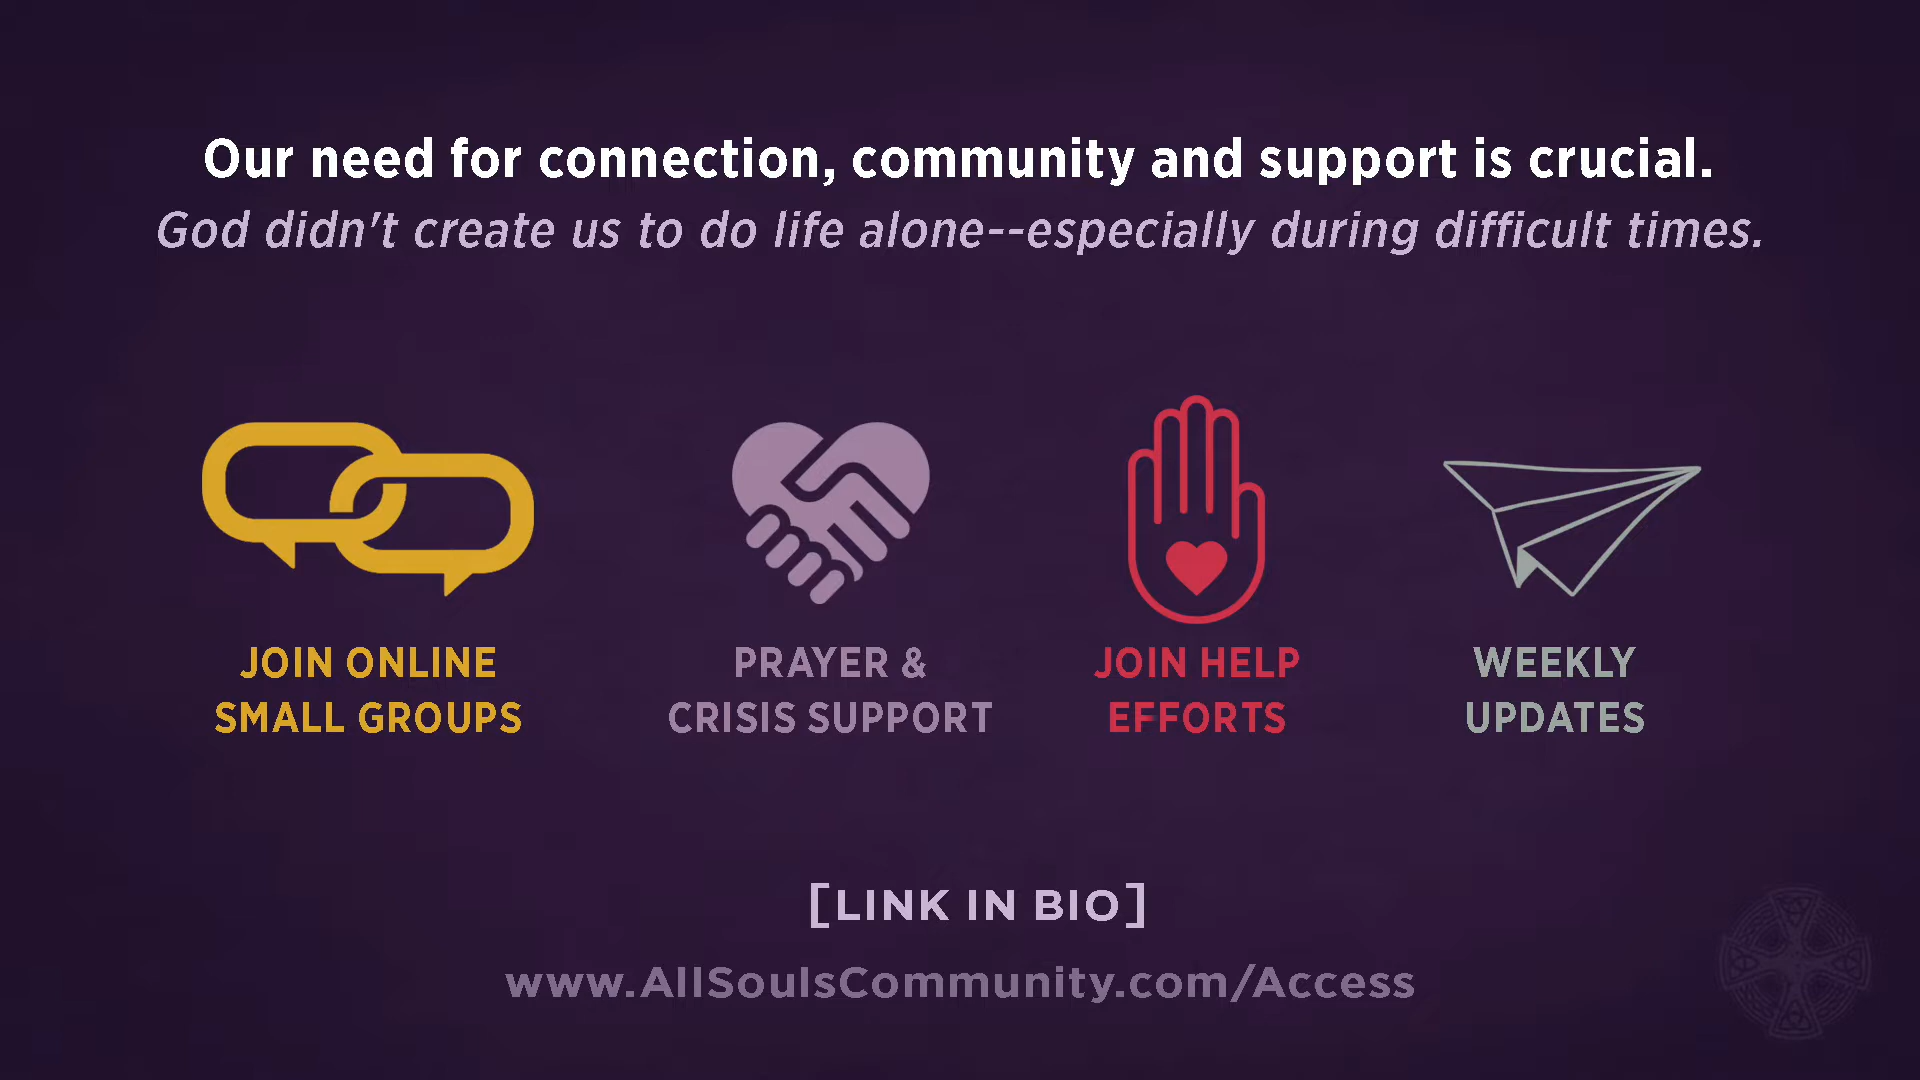 Our need for connection, community and support is crucial.
God didn't create us to do life alone--especially during difficult times.
JOIN ONLINE
SMALL GROUPS
PRAYER &
CRISIS SUPPORT
JOIN HELP
EFFORTS
WEEKLY
UPDATES
[LINK IN BIO]
www.AllSoulsCommunity.com/Access